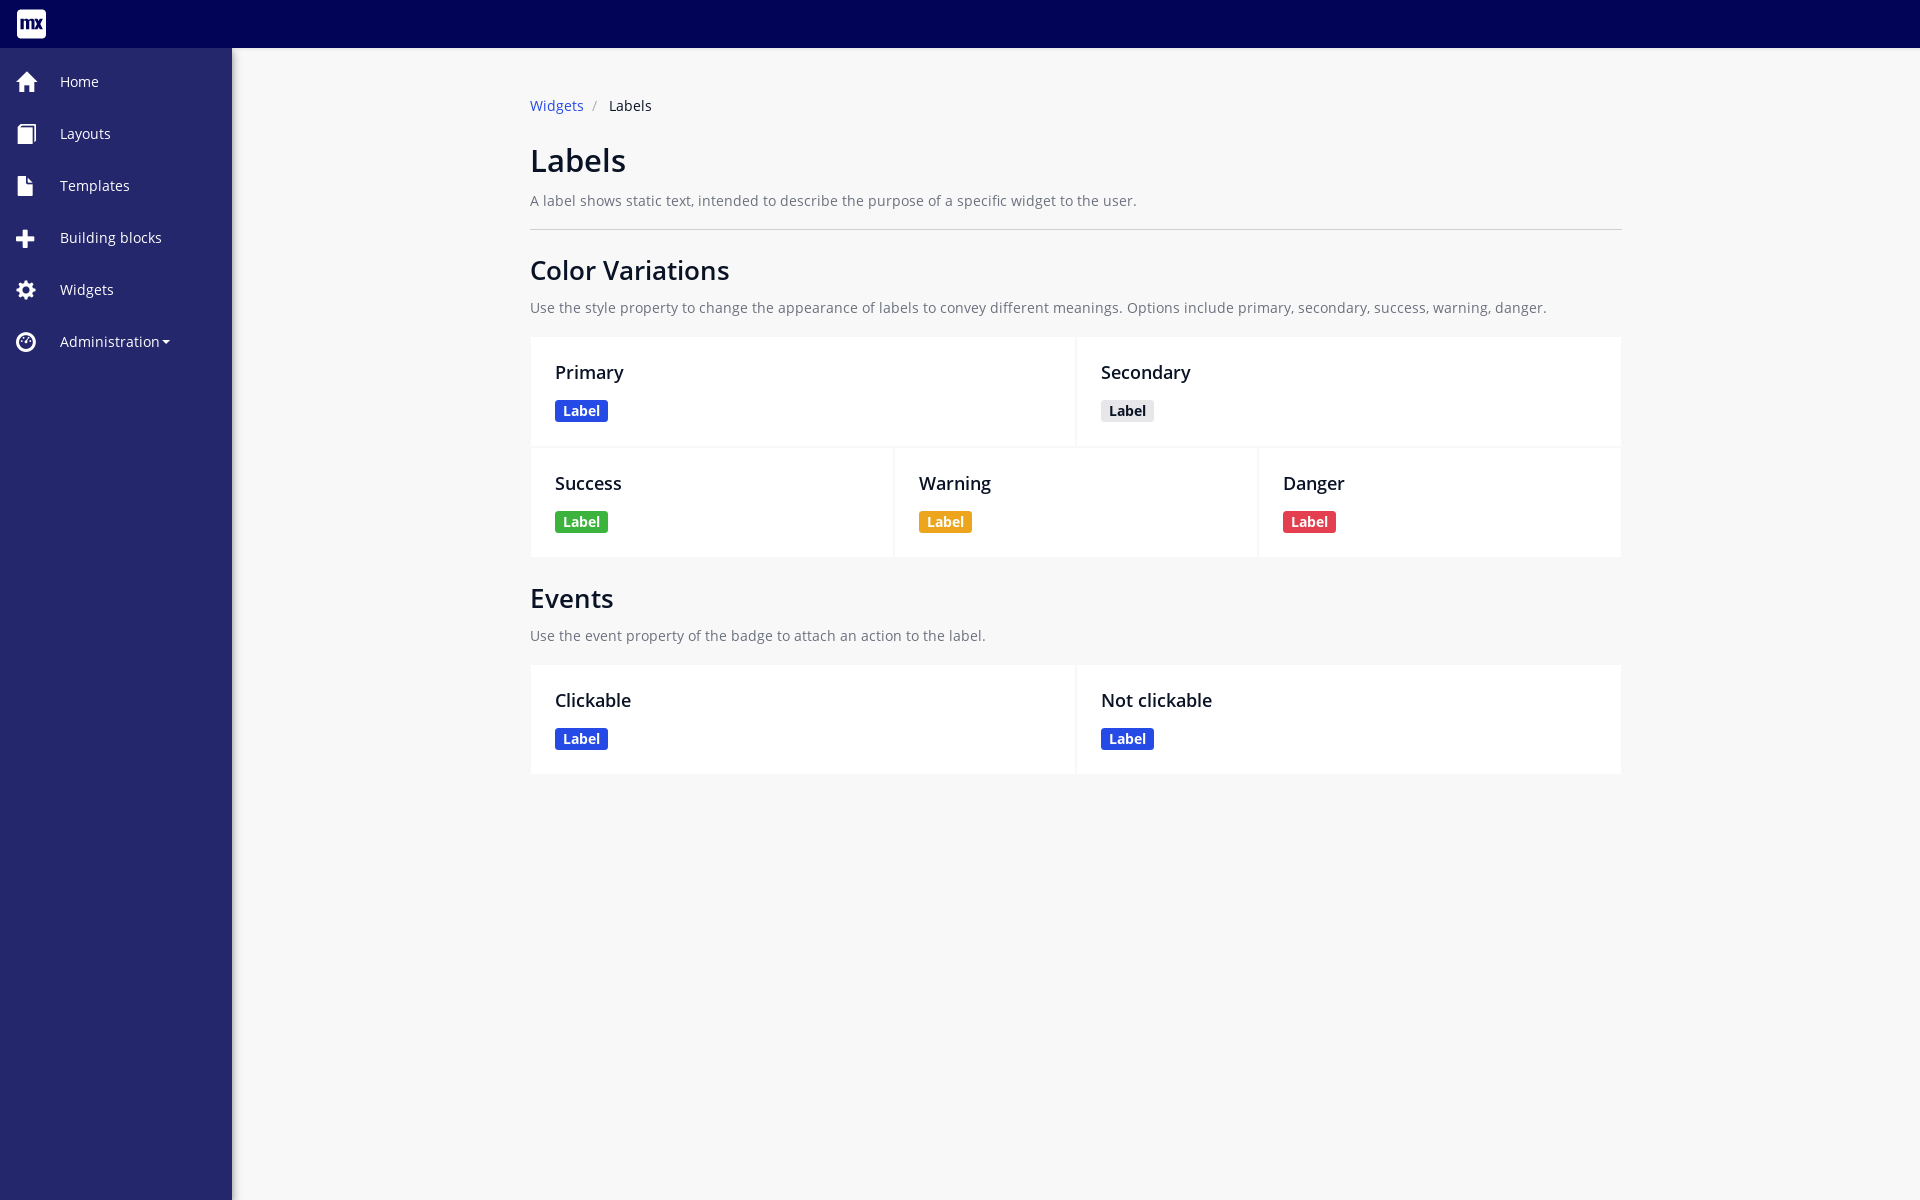 mx
Home
Layouts
Templates
Building blocks
Widgets
Administration
Widgets / Labels
Labels
A label shows static text, intended to describe the purpose of a specific widget to the user.
Color Variations
Use the style property to change the appearance of labels to convey different meanings. Options include primary, secondary, success, warning, danger.
Primary
Label
Secondary
Label
Success
Label
Warning
Label
Danger
Label
Events
Use the event property of the badge to attach an action to the label.
Clickable
Label
Not clickable
Label